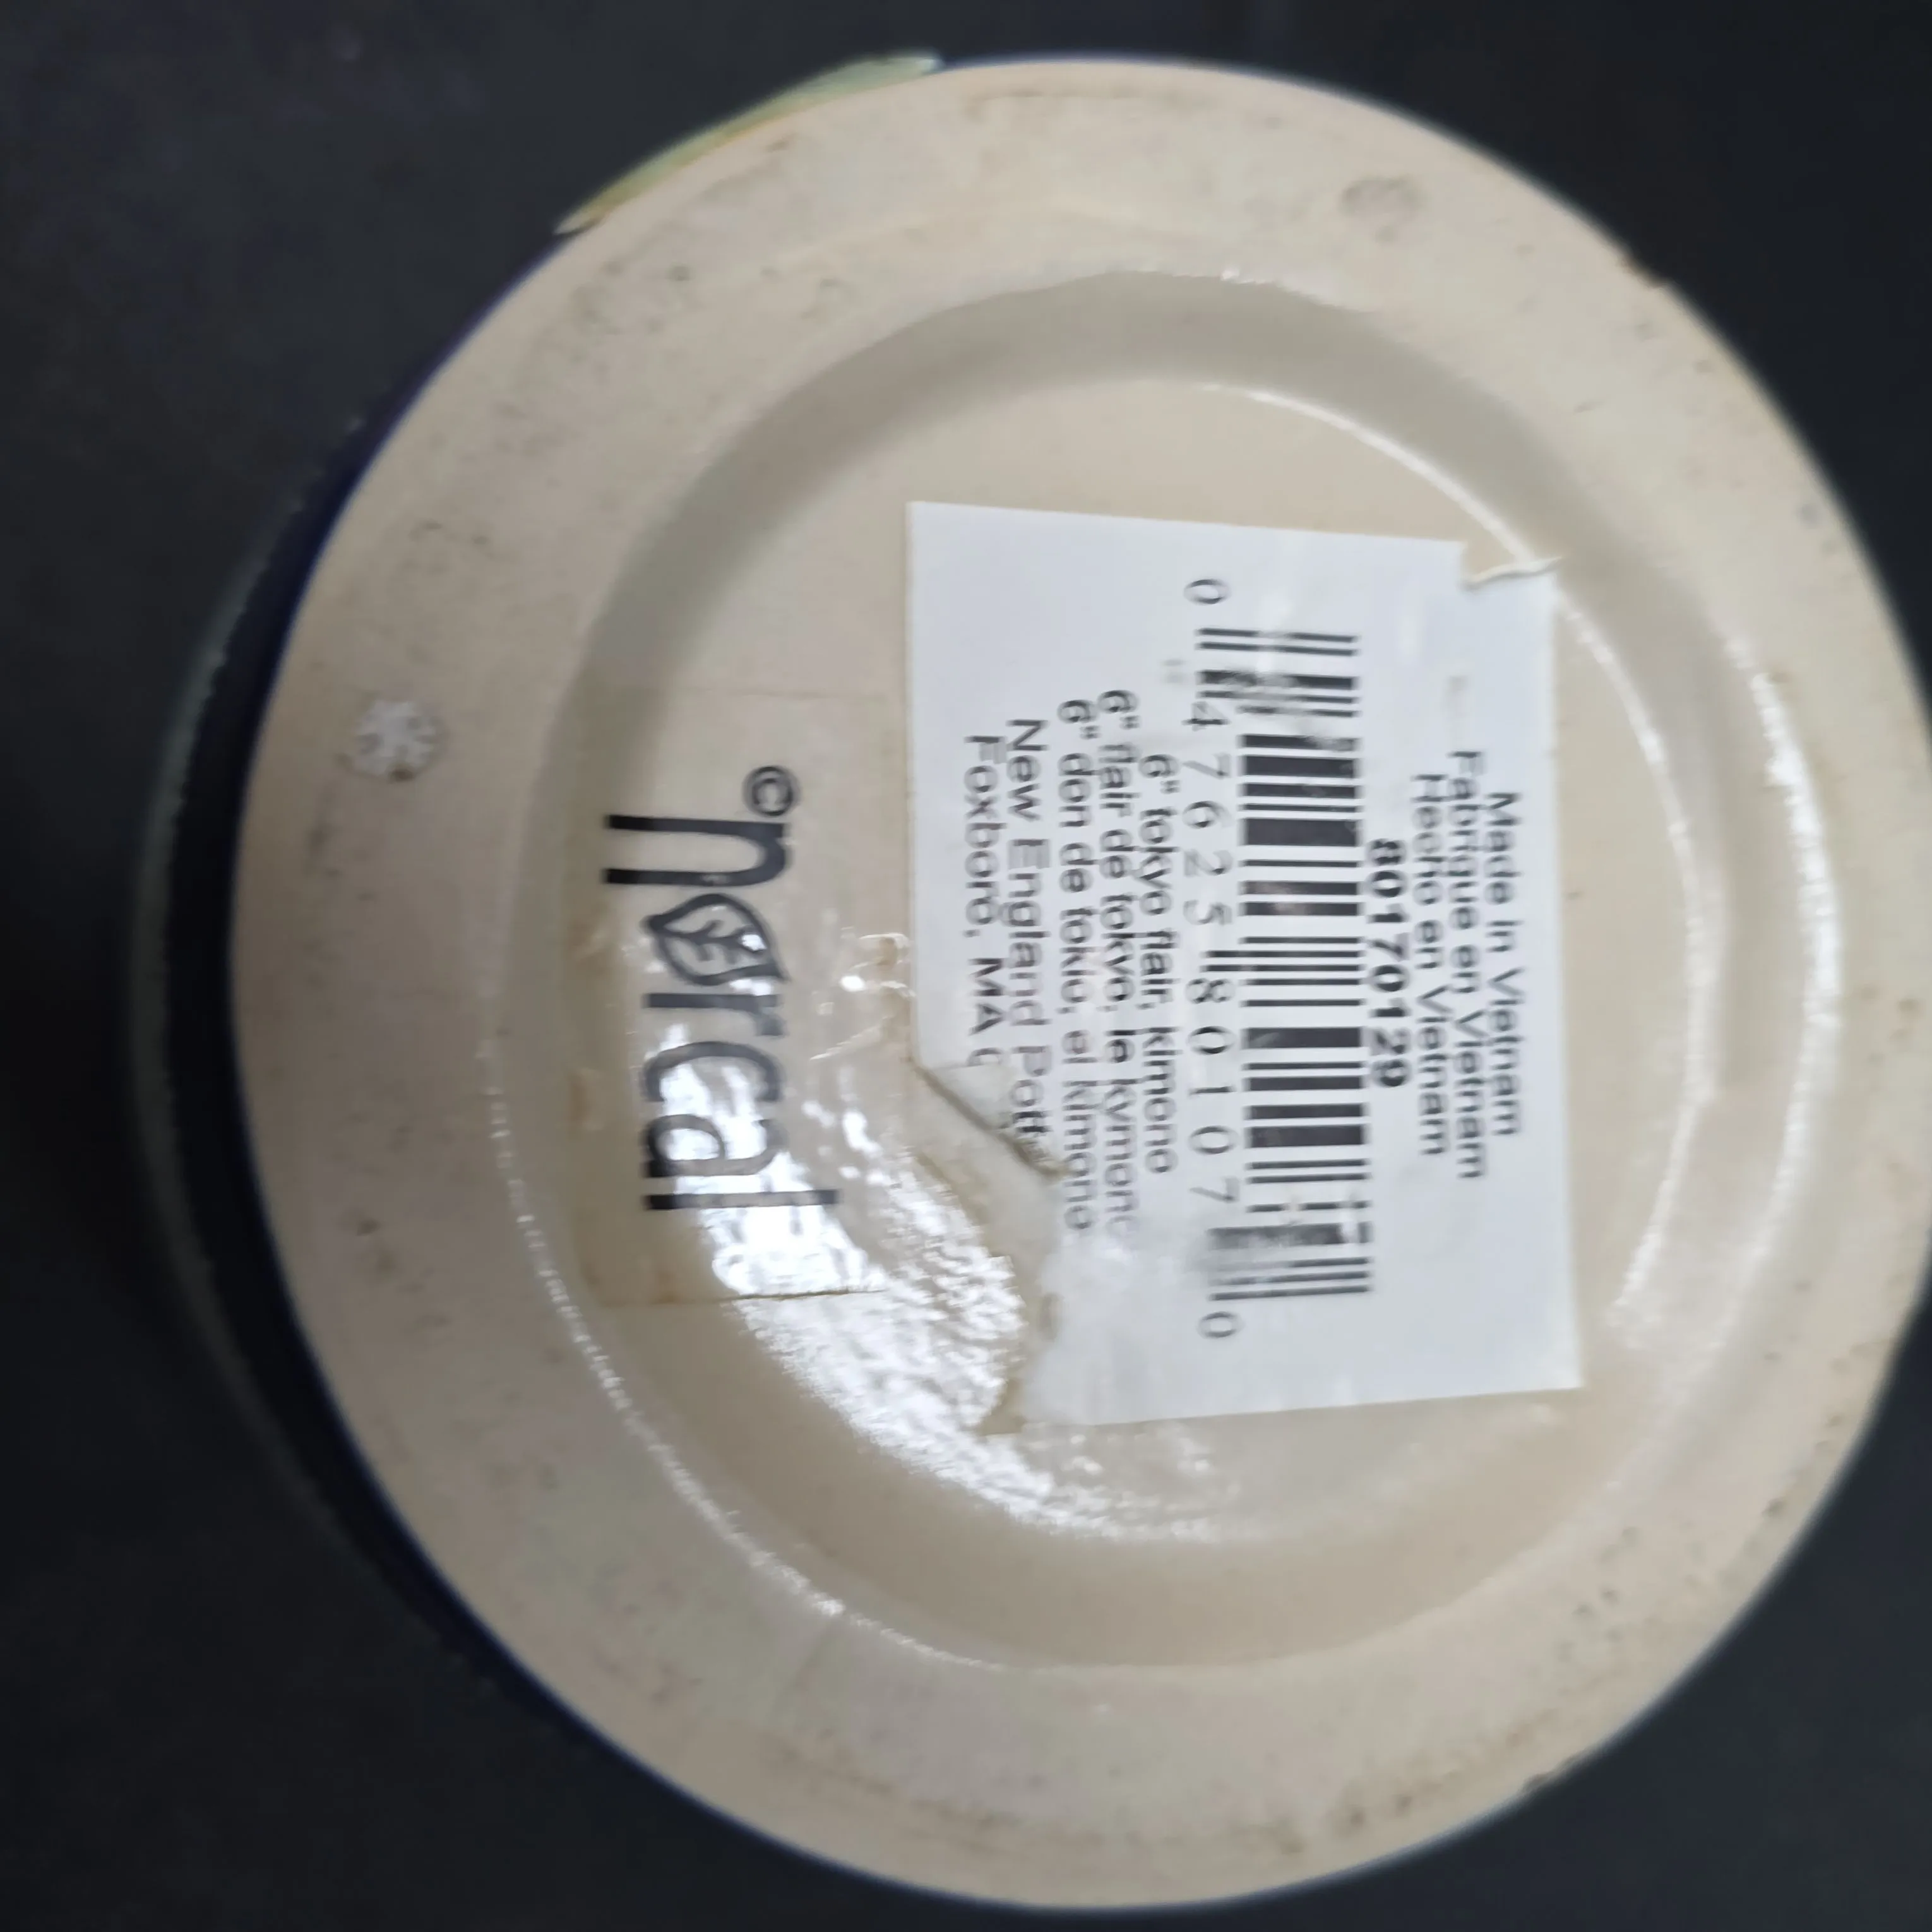 Made in Vietnam
Fabrique en Vietnam
Hecho en Vietnam
80170129
0 47625 80107 0
6" tokyo flair, kimono
6" flair de tokyo, le kymono
6" don de tokio, el kimono
New England Pott
Foxboro, MA
©norcal